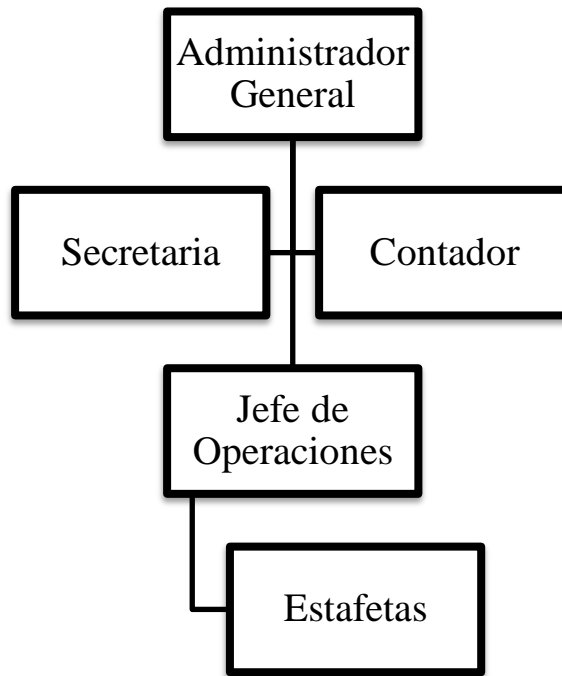 Administrador
General
Secretaria
Contador
Jefe de
Operaciones
Estafetas